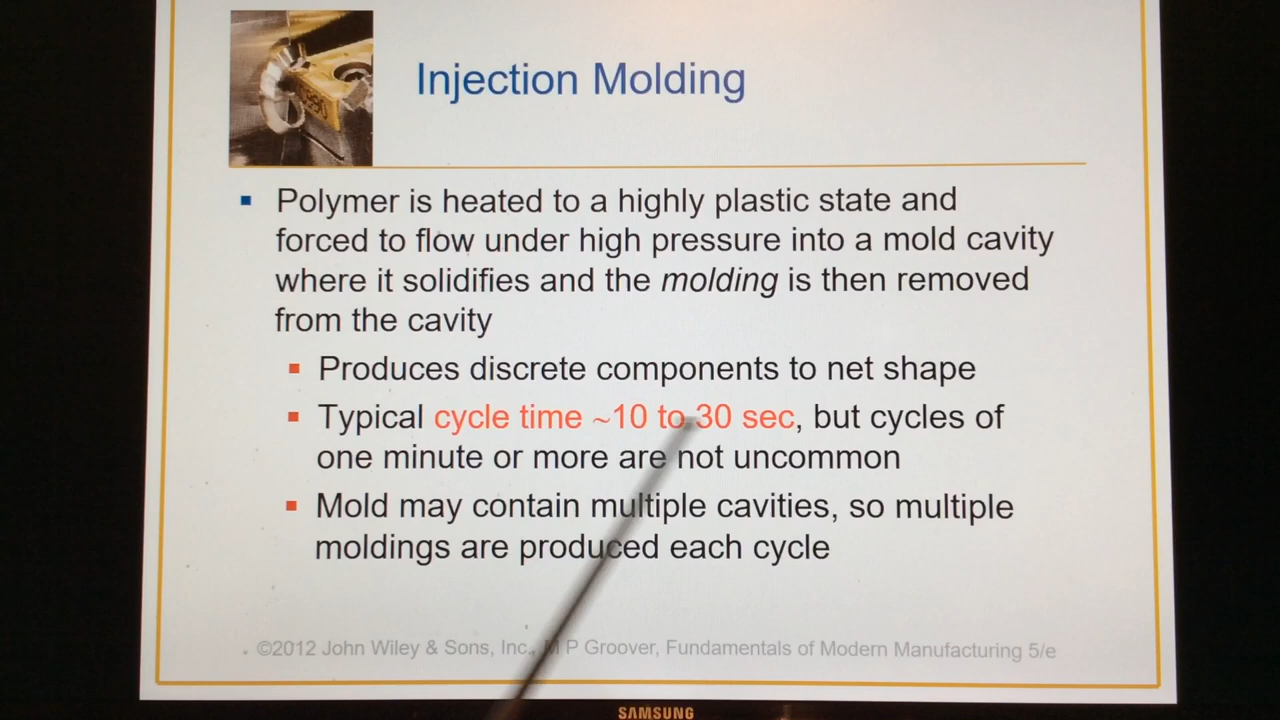 Injection Molding
Polymer is heated to a highly plastic state and
forced to flow under high pressure into a mold cavity
where it solidifies and the molding is then removed
from the cavity
Produces discrete components to net shape
Typical cycle time ~10 to 30 sec, but cycles of
one minute or more are not uncommon
Mold may contain multiple cavities, so multiple
moldings are produced each cycle
©2012 John Wiley & Sons, Inc. M P Groover, Fundamentals of Modern Manufacturing 5/e
SAMSUNG